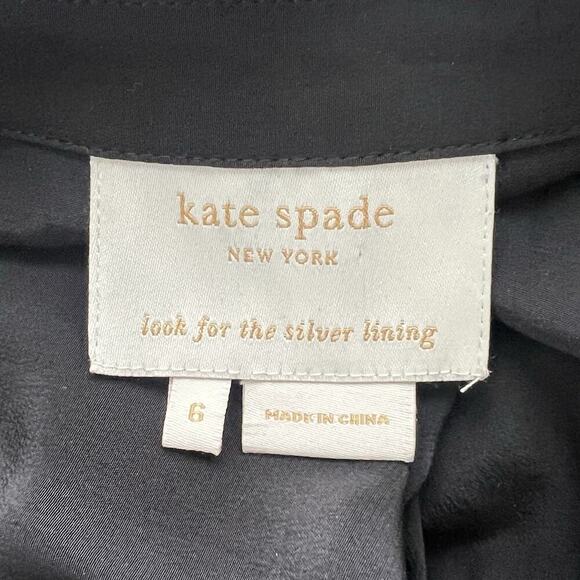 kate spade
NEW YORK
look for the silver lining
6
MADE IN CHINA